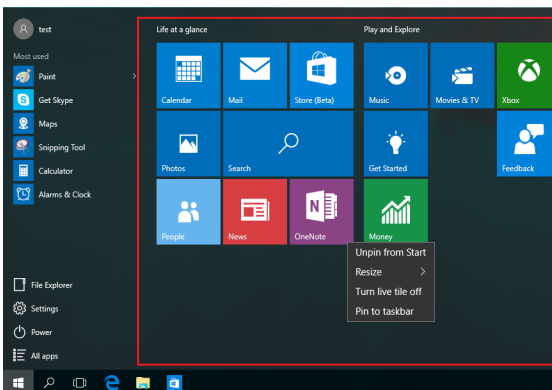 test
Most used
Paint
Get Skype
Maps
Snipping Tool
Calculator
Alarms & Clock
File Explorer
Settings
Power
All apps
Life at a glance
Calendar
Mail
Store (Beta)
Photos
Search
People
News
OneNote
Play and Explore
Music
Movies & TV
Xbox
Get Started
Feedback
Money
Unpin from Start
Resize
Turn live tile off
Pin to taskbar